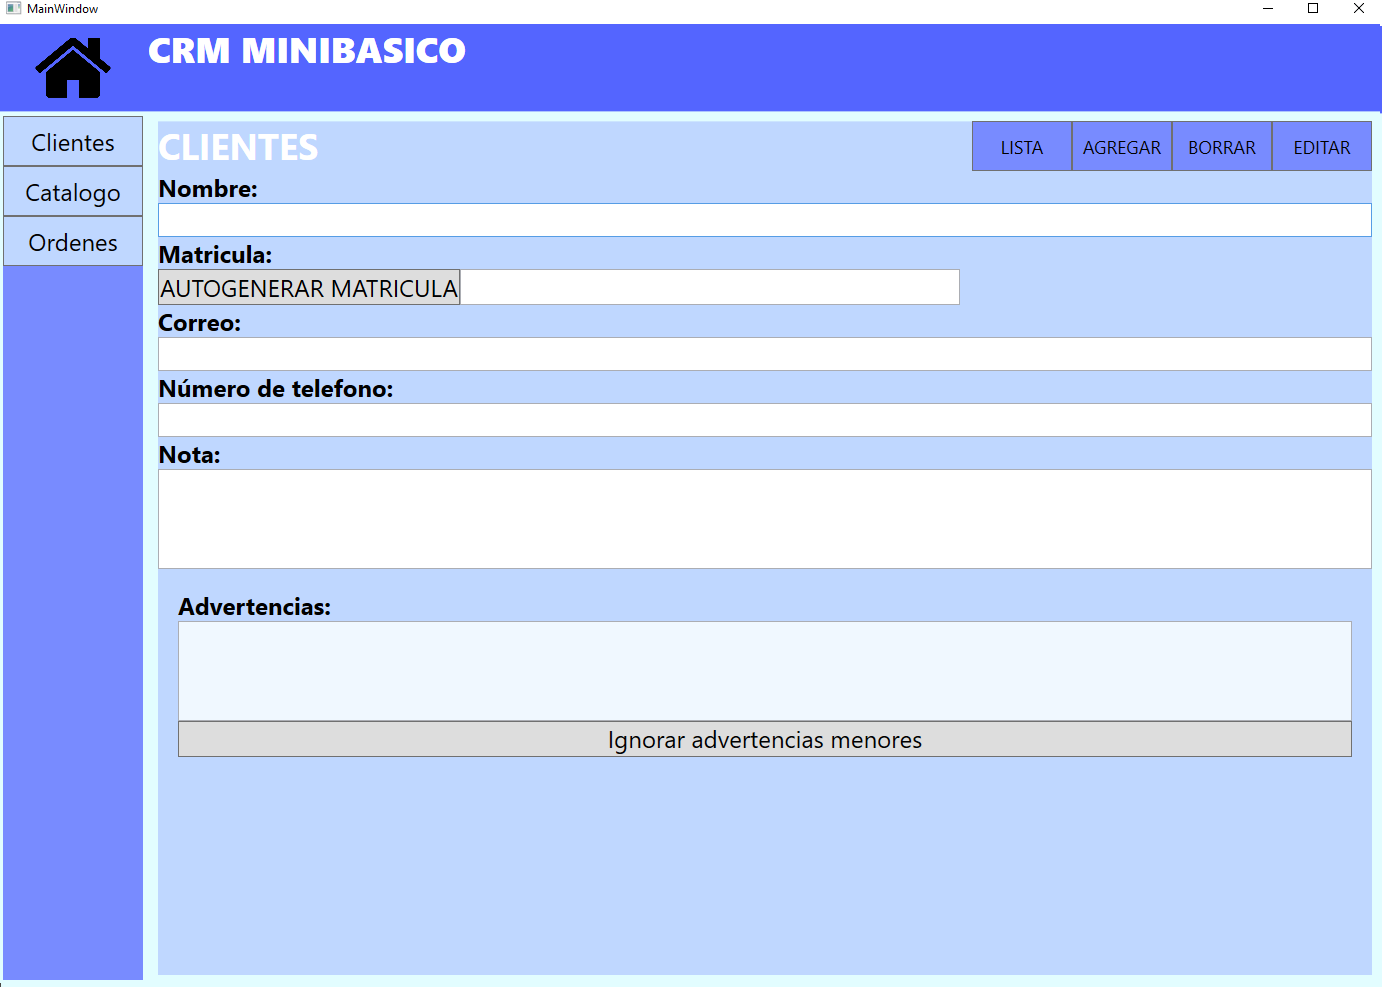 MainWindow
CRM MINIBASICO
Clientes
Catalogo
Ordenes
CLIENTES
LISTA AGREGAR BORRAR EDITAR
Nombre:
Matricula:
AUTOGENERAR MATRICULA
Correo:
Número de telefono:
Nota:
Advertencias:
Ignorar advertencias menores